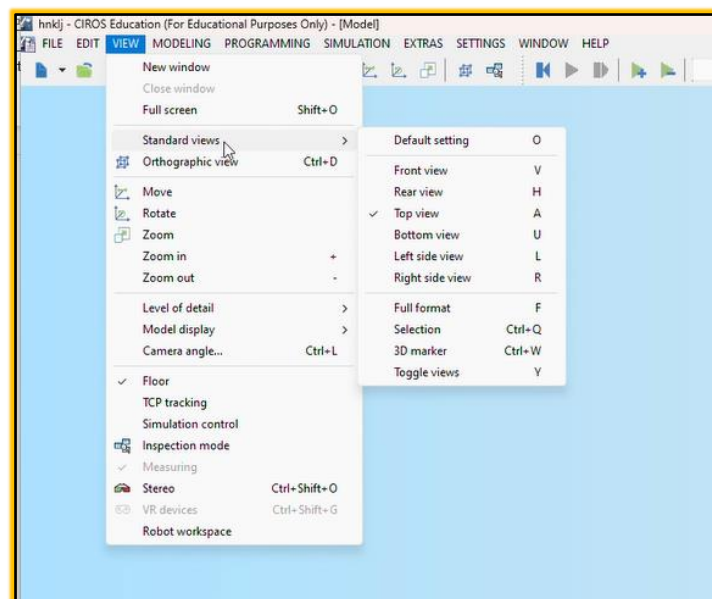 hnklj - CIROS Education (For Educational Purposes Only) - [Model]
FILE EDIT VIEW MODELING PROGRAMMING SIMULATION EXTRAS SETTINGS WINDOW HELP
New window
Close window
Full screen Shift+O
Standard views
Orthographic view Ctrl+D
Move
Rotate
Zoom
Zoom in +
Zoom out -
Level of detail
Model display
Camera angle... Ctrl+L
Floor
TCP tracking
Simulation control
Inspection mode
Measuring
Stereo Ctrl+Shift+O
VR devices Ctrl+Shift+G
Robot workspace
Default setting O
Front view V
Rear view H
Top view A
Bottom view U
Left side view L
Right side view R
Full format F
Selection Ctrl+Q
3D marker Ctrl+W
Toggle views Y